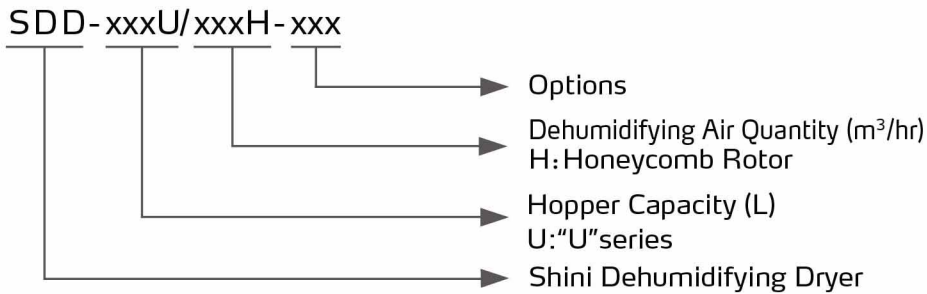 SDD-xxxU/xxxH-xxx
Options
Dehumidifying Air Quantity (m³/hr)
H:Honeycomb Rotor
Hopper Capacity (L)
U:“U”series
Shini Dehumidifying Dryer